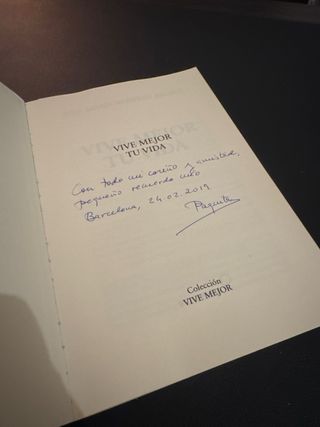 VIVE MEJOR
TU VIDA
Con todo mi cariño y amistad,
pequeño recuerdo mío
Barcelona, 24.02.2019
Paquita
Colección
VIVE MEJOR